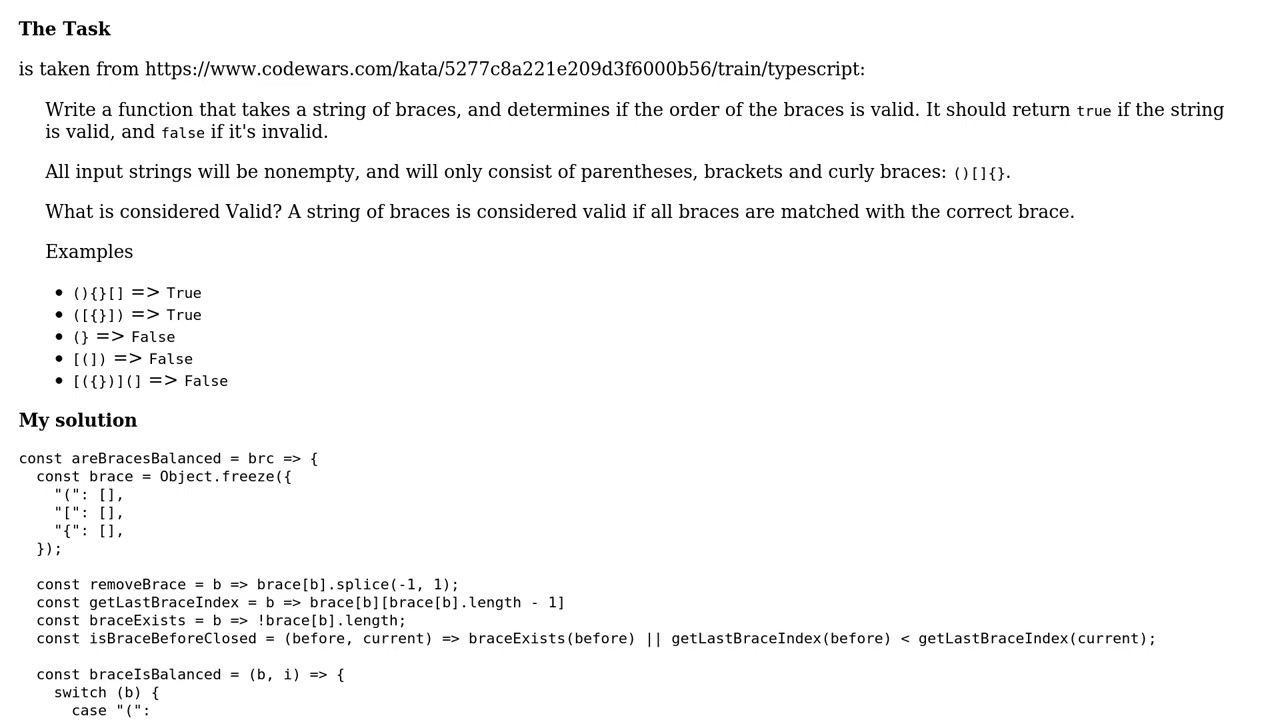 The Task
is taken from https://www.codewars.com/kata/5277c8a221e209d3f6000b56/train/typescript:
Write a function that takes a string of braces, and determines if the order of the braces is valid. It should return true if the string
is valid, and false if it's invalid.
All input strings will be nonempty, and will only consist of parentheses, brackets and curly braces: ()[]{}.
What is considered Valid? A string of braces is considered valid if all braces are matched with the correct brace.
Examples
• (){}[] => True
• ([{}]) => True
• (} => False
• [(]) => False
• [({})](] => False
My solution
const areBracesBalanced = brc => {
  const brace = Object.freeze({
    "(": [],
    "[": [],
    "{": [],
  });
  const removeBrace = b => brace[b].splice(-1, 1);
  const getLastBraceIndex = b => brace[b][brace[b].length - 1]
  const braceExists = b => !brace[b].length;
  const isBraceBeforeClosed = (before, current) => braceExists(before) || getLastBraceIndex(before) < getLastBraceIndex(current);
  const braceIsBalanced = (b, i) => {
    switch (b) {
      case "(":